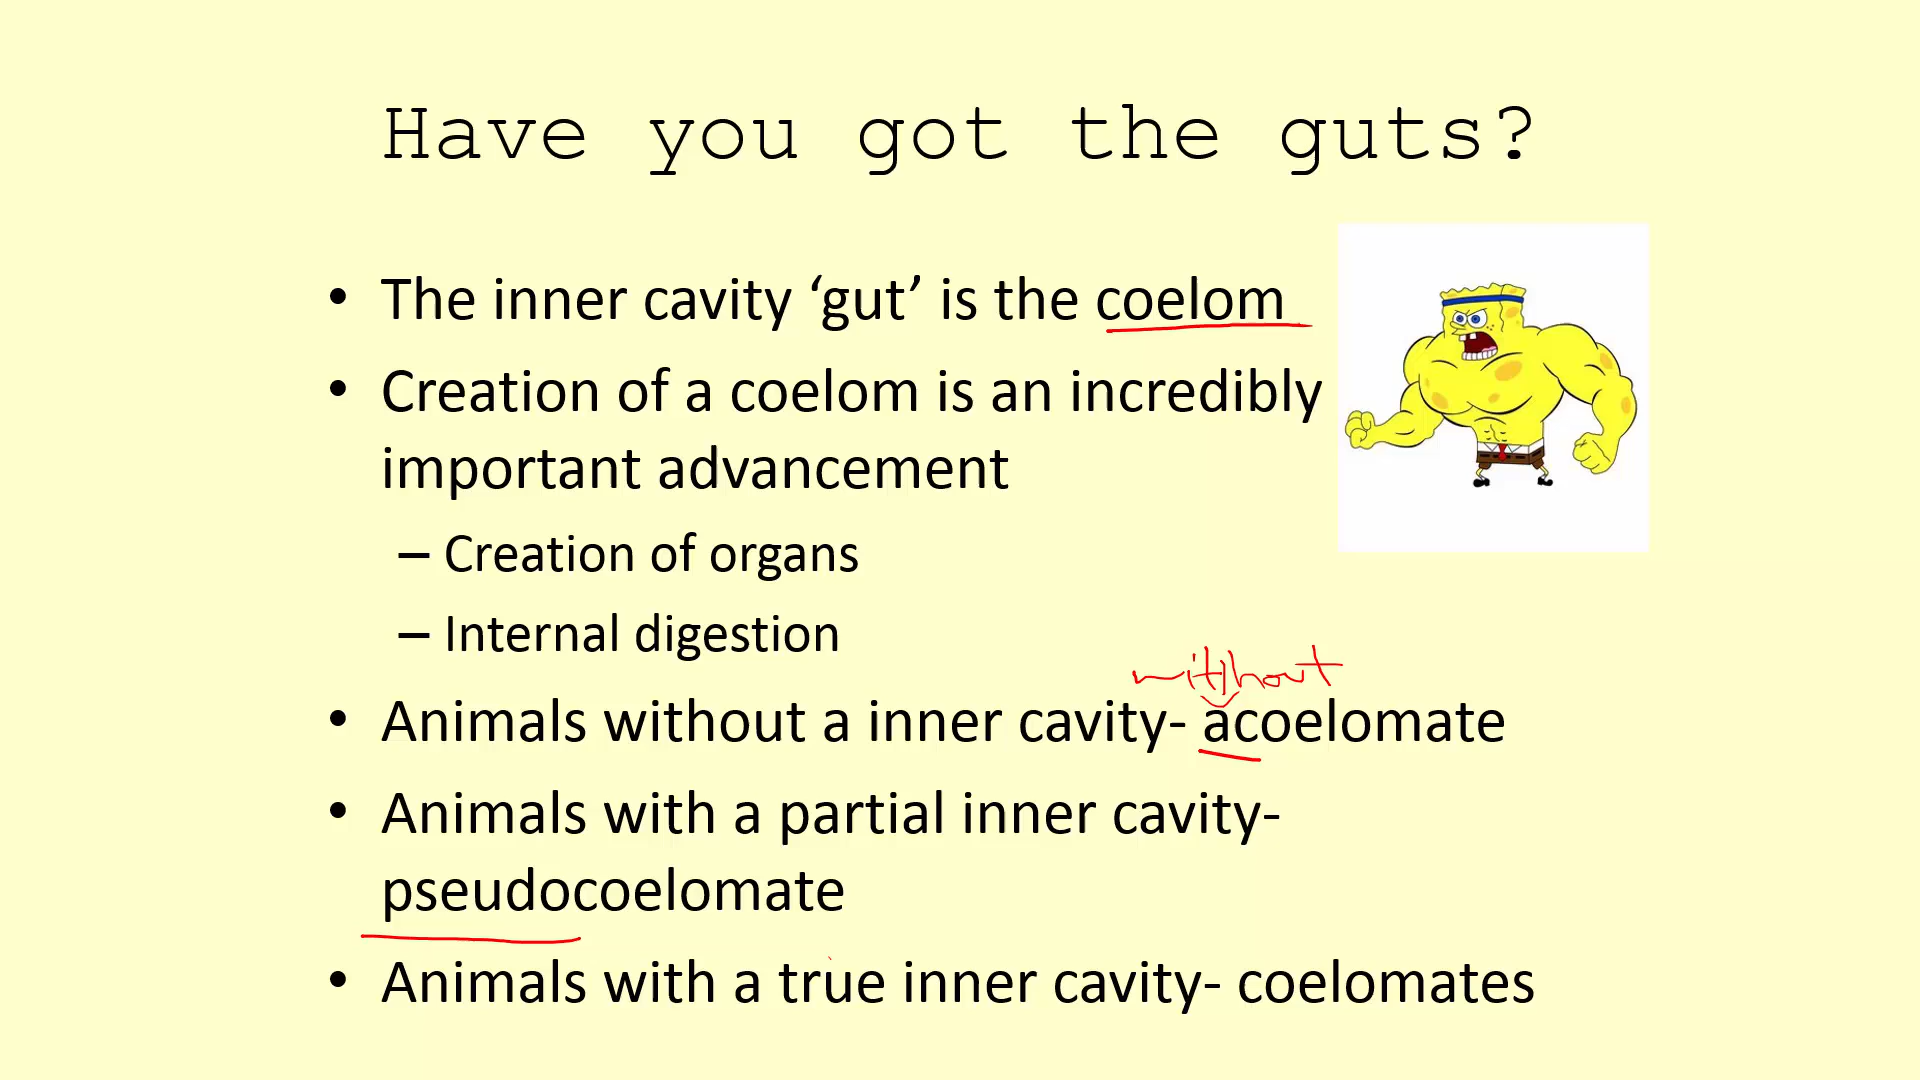 Have you got the guts?
• The inner cavity ‘gut’ is the coelom
• Creation of a coelom is an incredibly
important advancement
– Creation of organs
– Internal digestion
without
• Animals without a inner cavity- acoelomate
• Animals with a partial inner cavity-
pseudocoelomate
• Animals with a true inner cavity- coelomates